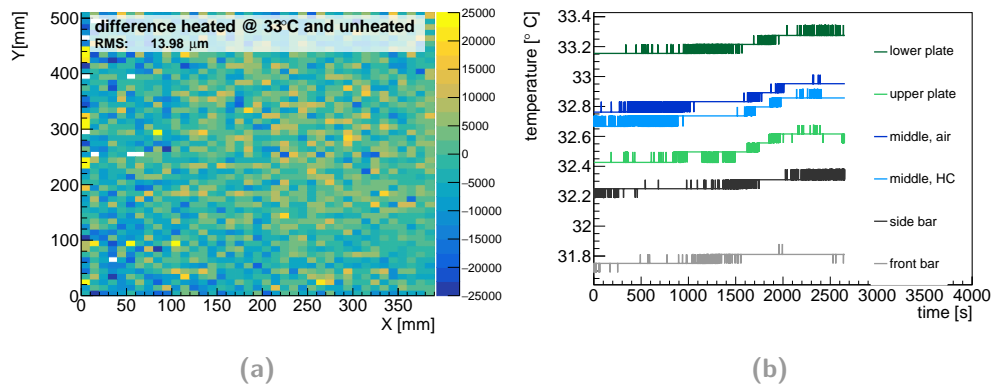 difference heated @ 33°C and unheated
RMS: 13.98 μm
Y[mm]
500
400
300
200
100
0
0 50 100 150 200 250 300 350
X [mm]
25000
20000
15000
10000
5000
0
−5000
−10000
−15000
−20000
−25000
(a)
temperature [° C]
33.4
33.2
33
32.8
32.6
32.4
32.2
32
31.8
0 500 1000 1500 2000 2500 3000 4000
time [s]
lower plate
upper plate
middle, air
middle, HC
side bar
front bar
(b)